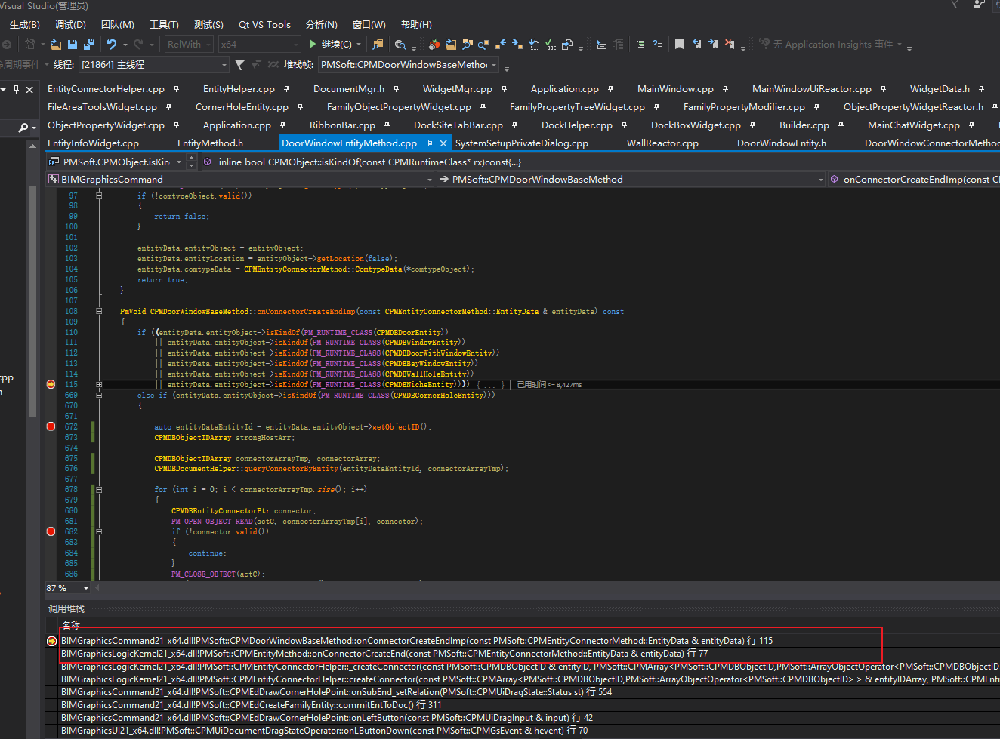 Visual Studio(管理员)
生成(B) 调试(D) 团队(M) 工具(T) 测试(S) Qt VS Tools 分析(N) 窗口(W) 帮助(H)
RelWith x64 继续(C) 无 Application Insights 事件
周期事件 线程: [21864] 主线程 堆栈帧: PMSoft::CPMDoorWindowBaseMetho
EntityConnectorHelper.cpp EntityHelper.cpp DocumentMgr.h WidgetMgr.cpp Application.cpp MainWindow.cpp MainWindowUiReactor.cpp WidgetData.h
FileAreaToolsWidget.cpp CornerHoleEntity.cpp FamilyObjectPropertyWidget.cpp FamilyPropertyTreeWidget.cpp FamilyPropertyModifier.cpp ObjectPropertyWidgetReactor.h
ObjectPropertyWidget.cpp Application.cpp RibbonBar.cpp DockSiteTabBar.cpp DockHelper.cpp DockBoxWidget.cpp Builder.cpp MainChatWidget.cpp
EntityInfoWidget.cpp EntityMethod.h DoorWindowEntityMethod.cpp SystemSetupPrivateDialog.cpp WallReactor.cpp DoorWindowEntity.h DoorWindowConnectorMetho
PMSoft.CPMObject.isKin inline bool CPMObject::isKindOf(const CPMRuntimeClass* rx)const{...}
BIMGraphicsCommand PMSoft::CPMDoorWindowBaseMethod onConnectorCreateEndImp(const C
97 if (!comtypeObject.valid())
98 {
99 return false;
100 }
101
102 entityData.entityObject = entityObject;
103 entityData.entityLocation = entityObject->getLocation(false);
104 entityData.comtypeData = CPMEntityConnectorMethod::ComtypeData(*comtypeObject);
105 return true;
106 }
107
108 PmVoid CPMDoorWindowBaseMethod::onConnectorCreateEndImp(const CPMEntityConnectorMethod::EntityData & entityData) const
109 {
110 if ((entityData.entityObject->isKindOf(PM_RUNTIME_CLASS(CPMDBDoorEntity))
111 || entityData.entityObject->isKindOf(PM_RUNTIME_CLASS(CPMDBWindowEntity))
112 || entityData.entityObject->isKindOf(PM_RUNTIME_CLASS(CPMDBDoorWithWindowEntity))
113 || entityData.entityObject->isKindOf(PM_RUNTIME_CLASS(CPMDBBayWindowEntity))
114 || entityData.entityObject->isKindOf(PM_RUNTIME_CLASS(CPMDBWallHoleEntity))
115 || entityData.entityObject->isKindOf(PM_RUNTIME_CLASS(CPMDBNicheEntity)))) { ... } 已用时间 <= 8,427ms
669 else if (entityData.entityObject->isKindOf(PM_RUNTIME_CLASS(CPMDBCornerHoleEntity)))
670 {
671
672 auto entityDataEntityId = entityData.entityObject->getObjectID();
673 CPMDBObjectIDArray strongHostArr;
674
675 CPMDBObjectIDArray connectorArrayTmp, connectorArray;
676 CPMDBDocumentHelper::queryConnectorByEntity(entityDataEntityId, connectorArrayTmp);
677
678 for (int i = 0; i < connectorArrayTmp.size(); i++)
679 {
680 CPMDBEntityConnectorPtr connector;
681 PM_OPEN_OBJECT_READ(actC, connectorArrayTmp[i], connector);
682 if (!connector.valid())
683 {
684 continue;
685 }
686 PM_CLOSE_OBJECT(actC);
87 %
调用堆栈
名称
BIMGraphicsCommand21_x64.dll!PMSoft::CPMDoorWindowBaseMethod::onConnectorCreateEndImp(const PMSoft::CPMEntityConnectorMethod::EntityData & entityData) 行 115
BIMGraphicsLogicKernel21_x64.dll!PMSoft::CPMEntityMethod::onConnectorCreateEnd(const PMSoft::CPMEntityConnectorMethod::EntityData & entityData) 行 77
BIMGraphicsLogicKernel21_x64.dll!PMSoft::CPMEntityConnectorHelper::_createConnector(const PMSoft::CPMDBObjectID & entityID, PMSoft::CPMArray<PMSoft::CPMDBObjectID,PMSoft::ArrayObjectOperator<PMSoft::CPMDBObjectID
BIMGraphicsLogicKernel21_x64.dll!PMSoft::CPMEntityConnectorHelper::createConnector(const PMSoft::CPMArray<PMSoft::CPMDBObjectID,PMSoft::ArrayObjectOperator<PMSoft::CPMDBObjectID> > & entityIDArray, PMSoft::CPMEnti
BIMGraphicsCommand21_x64.dll!PMSoft::CPMEdDrawCornerHolePoint::onSubEnd_setRelation(PMSoft::CPMUiDragState::Status st) 行 554
BIMGraphicsCommand21_x64.dll!PMSoft::CPMEdCreateFamilyEntity::commitEntToDoc() 行 311
BIMGraphicsCommand21_x64.dll!PMSoft::CPMEdDrawCornerHolePoint::onLeftButton(const PMSoft::CPMUiDragInput & input) 行 42
BIMGraphicsUI21_x64.dll!PMSoft::CPMUiDocumentDragStateOperator::onLButtonDown(const PMSoft::CPMGsEvent & hevent) 行 70